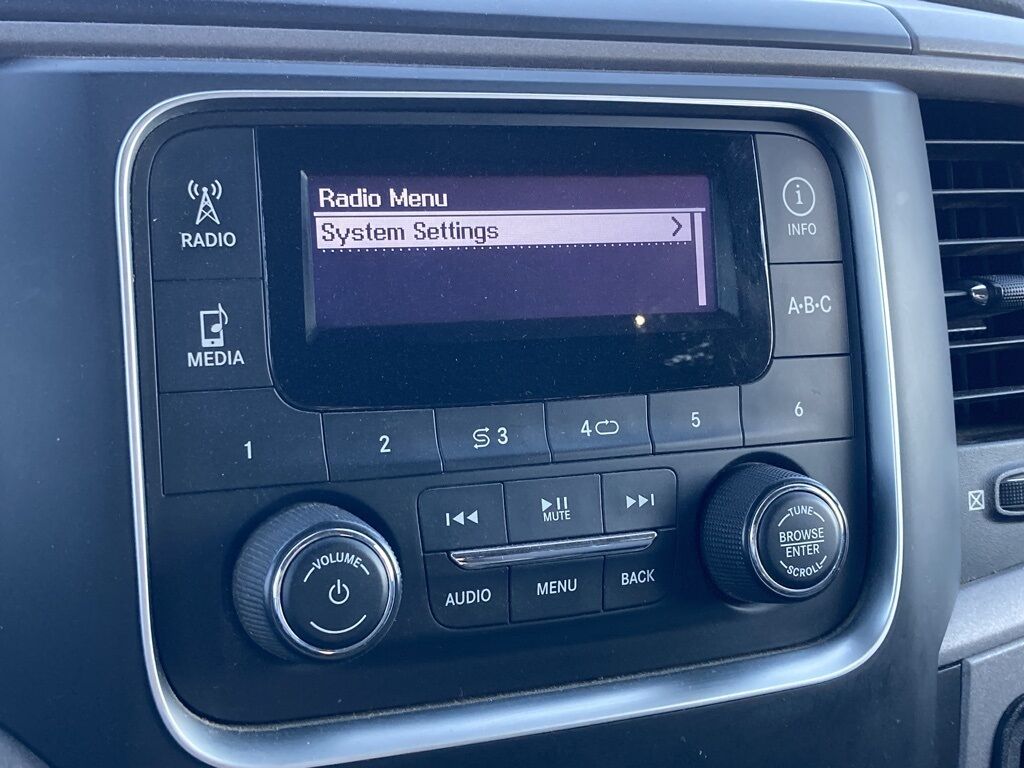 RADIO
Radio Menu
System Settings
INFO
MEDIA
A•B•C
1
2
3
4
5
6
MUTE
VOLUME
AUDIO
MENU
BACK
TUNE
BROWSE
ENTER
SCROLL